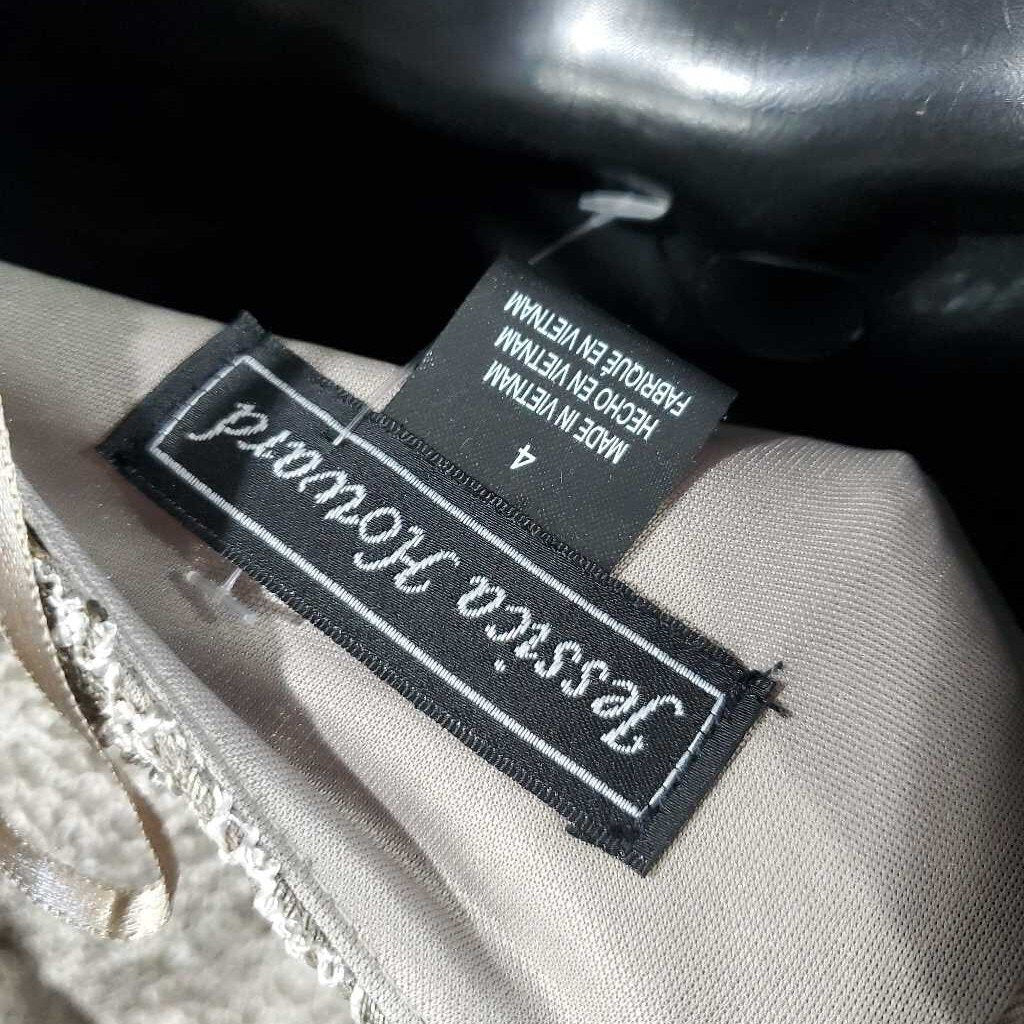 Jessica Howard
4
MADE IN VIETNAM
HECHO EN VIETNAM
FABRIQUÉ EN VIETNAM